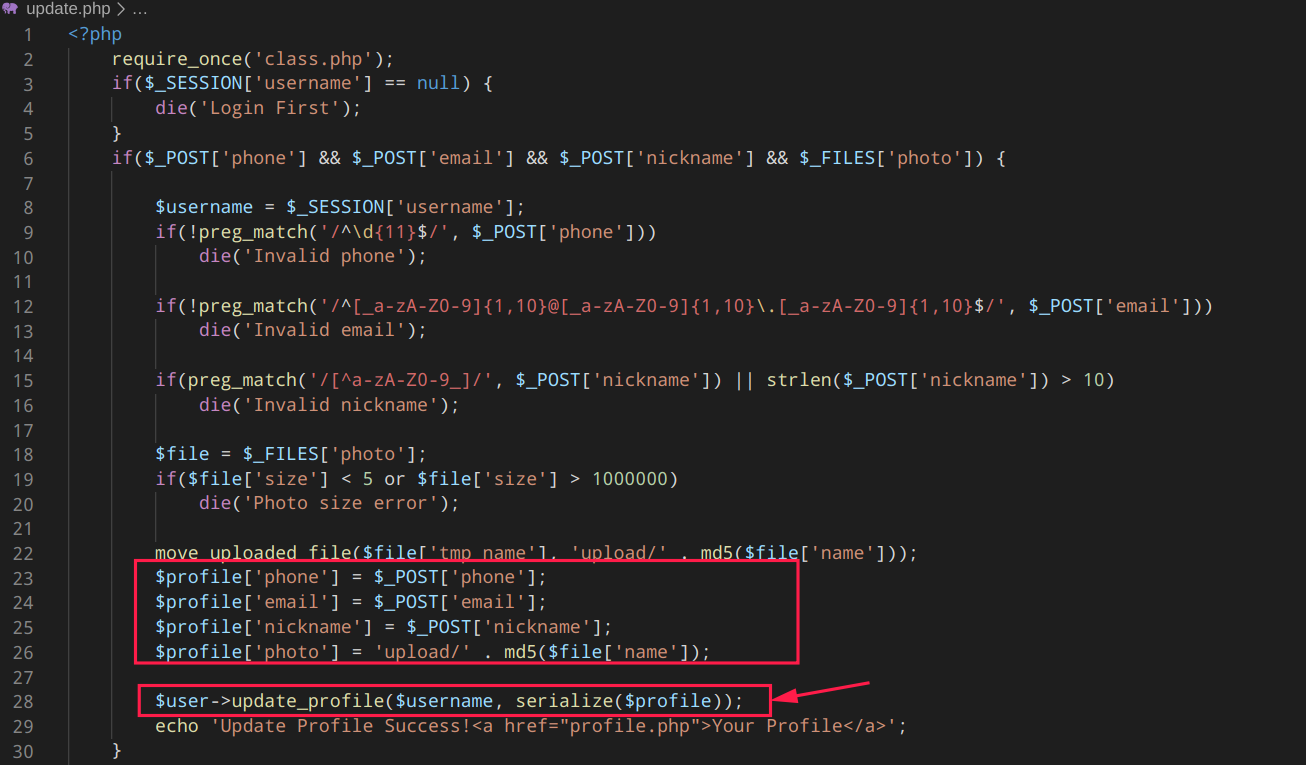 update.php > ...
1 <?php
2 require_once('class.php');
3 if($_SESSION['username'] == null) {
4 die('Login First');
5 }
6 if($_POST['phone'] && $_POST['email'] && $_POST['nickname'] && $_FILES['photo']) {
7
8 $username = $_SESSION['username'];
9 if(!preg_match('/^\d{11}$/', $_POST['phone']))
10 die('Invalid phone');
11
12 if(!preg_match('/^[_a-zA-Z0-9]{1,10}@[_a-zA-Z0-9]{1,10}\.[_a-zA-Z0-9]{1,10}$/', $_POST['email']))
13 die('Invalid email');
14
15 if(preg_match('/[^a-zA-Z0-9_]/', $_POST['nickname']) || strlen($_POST['nickname']) > 10)
16 die('Invalid nickname');
17
18 $file = $_FILES['photo'];
19 if($file['size'] < 5 or $file['size'] > 1000000)
20 die('Photo size error');
21
22 move_uploaded_file($file['tmp_name'], 'upload/' . md5($file['name']));
23 $profile['phone'] = $_POST['phone'];
24 $profile['email'] = $_POST['email'];
25 $profile['nickname'] = $_POST['nickname'];
26 $profile['photo'] = 'upload/' . md5($file['name']);
27
28 $user->update_profile($username, serialize($profile));
29 echo 'Update Profile Success!<a href="profile.php">Your Profile</a>';
30 }